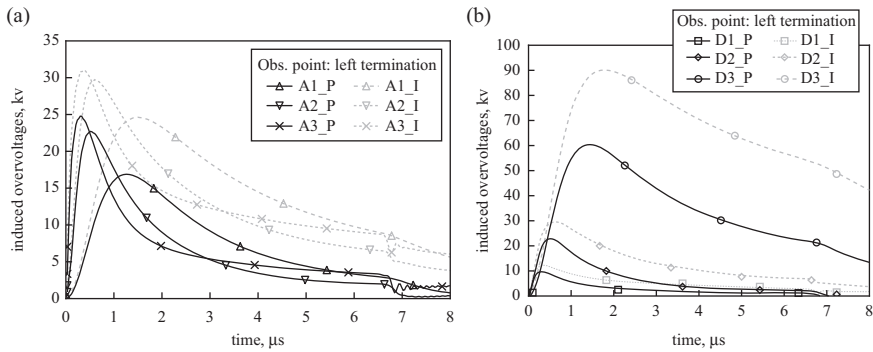 (a)
Obs. point: left termination
A1_P A1_I
A2_P A2_I
A3_P A3_I
induced overvoltages, kv
40
35
30
25
20
15
10
5
0
0 1 2 3 4 5 6 7 8
time, μs
(b)
Obs. point: left termination
D1_P D1_I
D2_P D2_I
D3_P D3_I
induced overvoltages, kv
100
90
80
70
60
50
40
30
20
10
0
0 1 2 3 4 5 6 7 8
time, μs